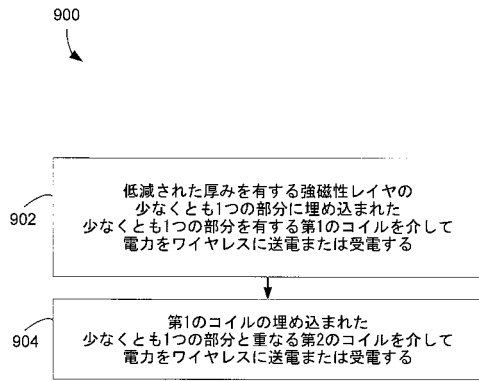 900
902
低減された厚みを有する強磁性レイヤの
少なくとも1つの部分に埋め込まれた
少なくとも1つの部分を有する第1のコイルを介して
電力をワイヤレスに送電または受電する
904
第1のコイルの埋め込まれた
少なくとも1つの部分と重なる第2のコイルを介して
電力をワイヤレスに送電または受電する